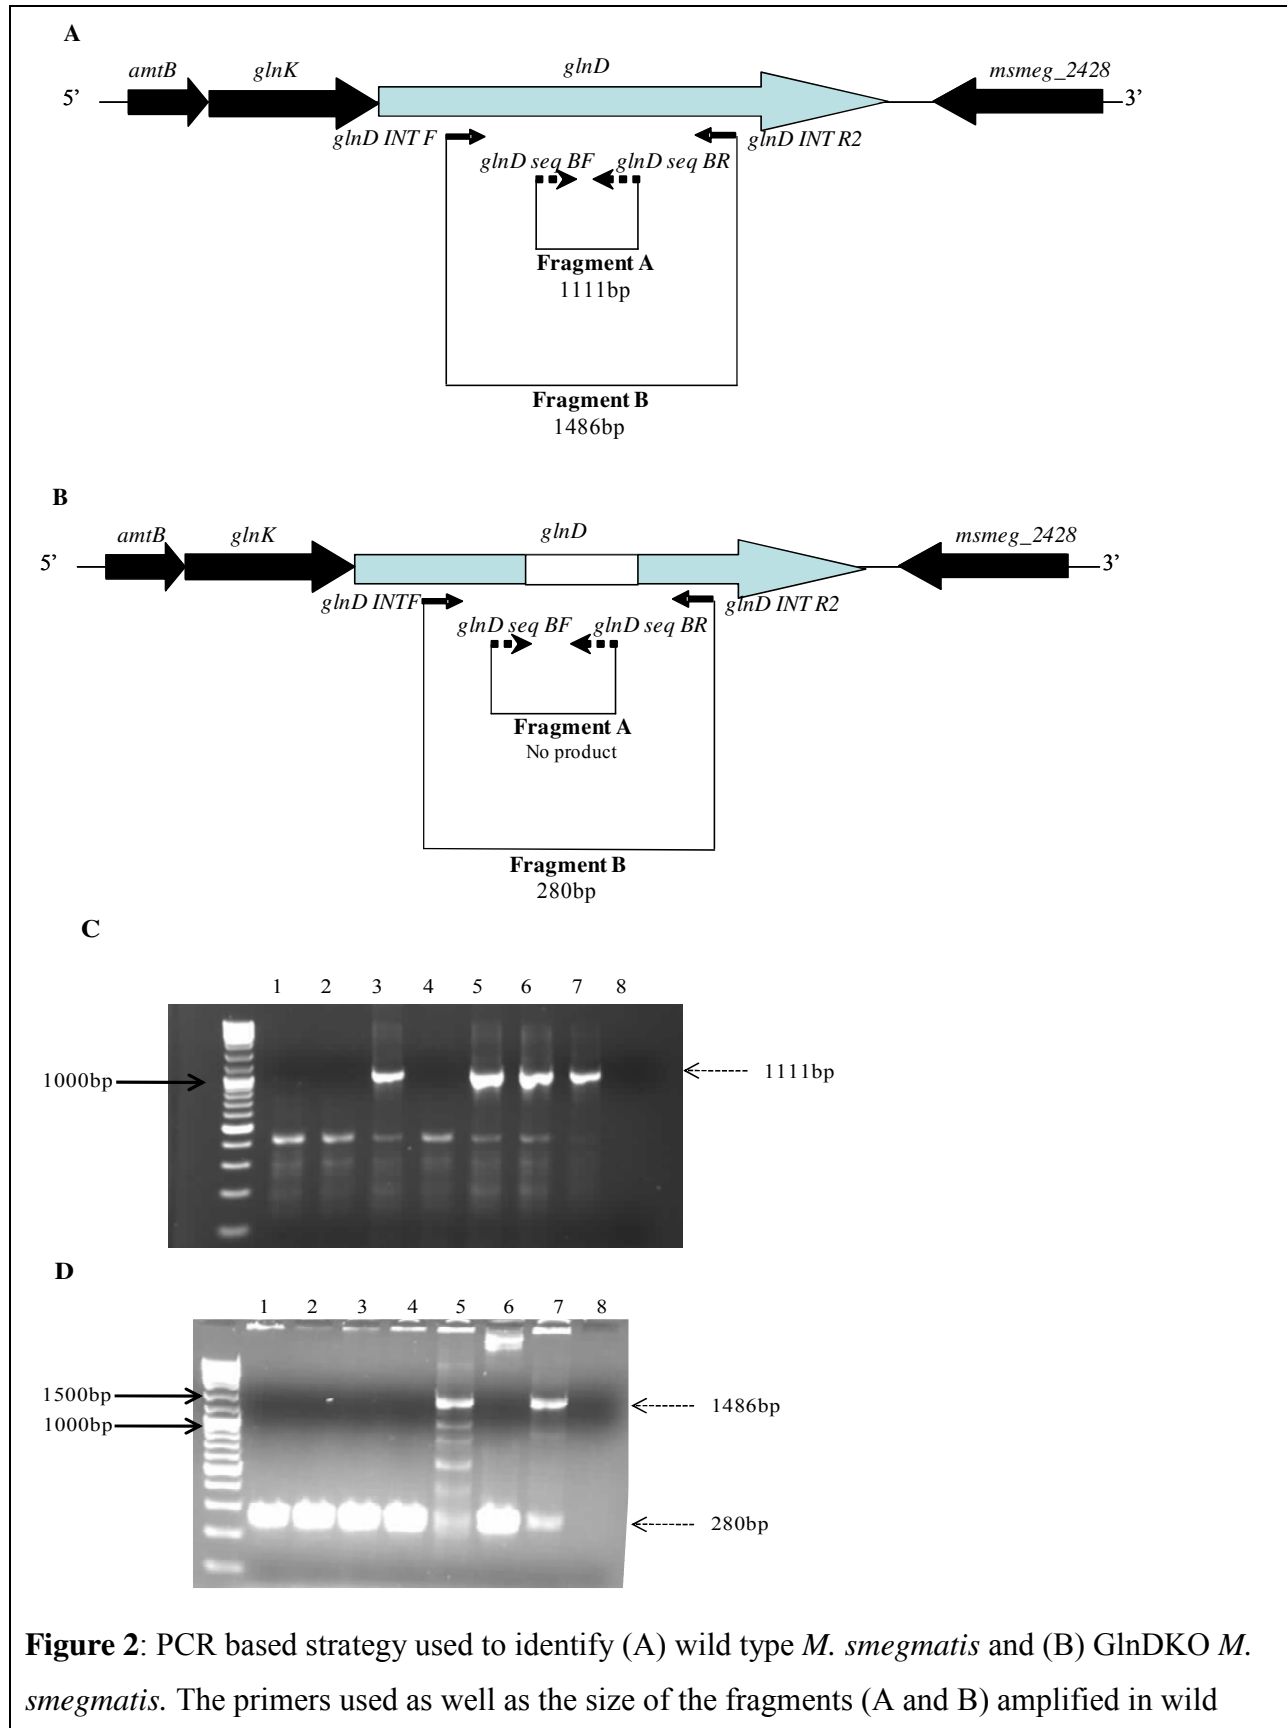 A
amtB glnK glnD msmeg_2428
5’ 3’
glnD INT F glnD INT R2
glnD seq BF glnD seq BR
Fragment A
1111bp
Fragment B
1486bp
B
amtB glnK glnD msmeg_2428
5’ 3’
glnD INTF glnD INT R2
glnD seq BF glnD seq BR
Fragment A
No product
Fragment B
280bp
C
1 2 3 4 5 6 7 8
1000bp 1111bp
D
1 2 3 4 5 6 7 8
1500bp 1486bp
1000bp
280bp
Figure 2: PCR based strategy used to identify (A) wild type M. smegmatis and (B) GlnDKO M.
smegmatis. The primers used as well as the size of the fragments (A and B) amplified in wild